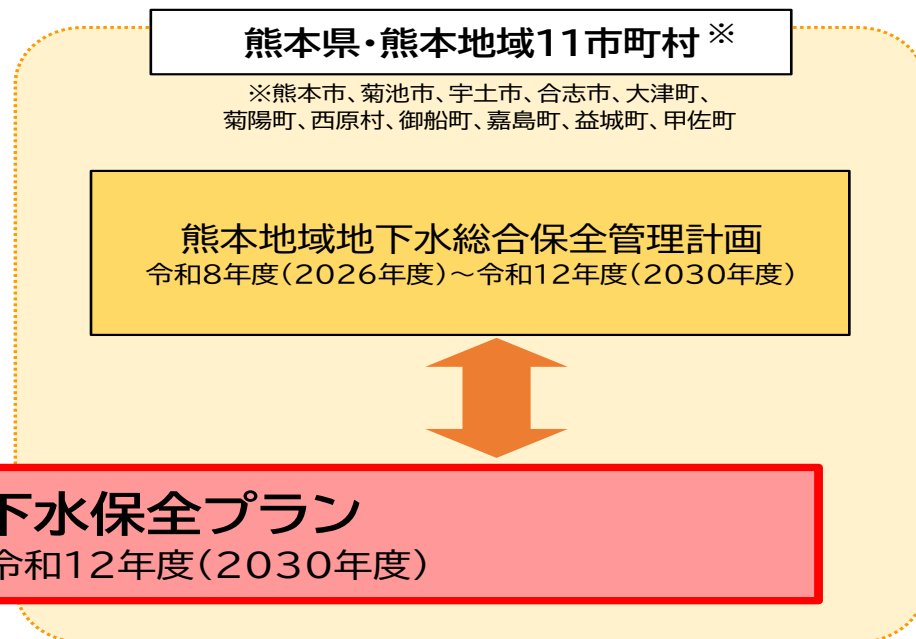 熊本県・熊本地域11市町村※
※熊本市、菊池市、宇土市、合志市、大津町、
菊陽町、西原村、御船町、嘉島町、益城町、甲佐町
熊本地域地下水総合保全管理計画
令和8年度(2026年度)～令和12年度(2030年度)
下水保全プラン
令和12年度(2030年度)